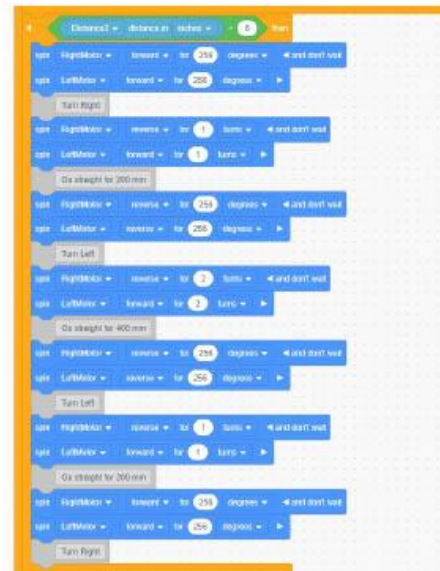 if Distance2 distance in inches < 6 then
spin RightMotor forward for 256 degrees and don't wait
spin LeftMotor forward for 256 degrees
Turn Right
spin RightMotor reverse for 1 turns and don't wait
spin LeftMotor forward for 1 turns
Go straight for 200 mm
spin RightMotor reverse for 256 degrees and don't wait
spin LeftMotor reverse for 256 degrees
Turn Left
spin RightMotor reverse for 2 turns and don't wait
spin LeftMotor forward for 2 turns
Go straight for 400 mm
spin RightMotor reverse for 256 degrees and don't wait
spin LeftMotor reverse for 256 degrees
Turn Left
spin RightMotor reverse for 1 turns and don't wait
spin LeftMotor forward for 1 turns
Go straight for 200 mm
spin RightMotor forward for 256 degrees and don't wait
spin LeftMotor forward for 256 degrees
Turn Right